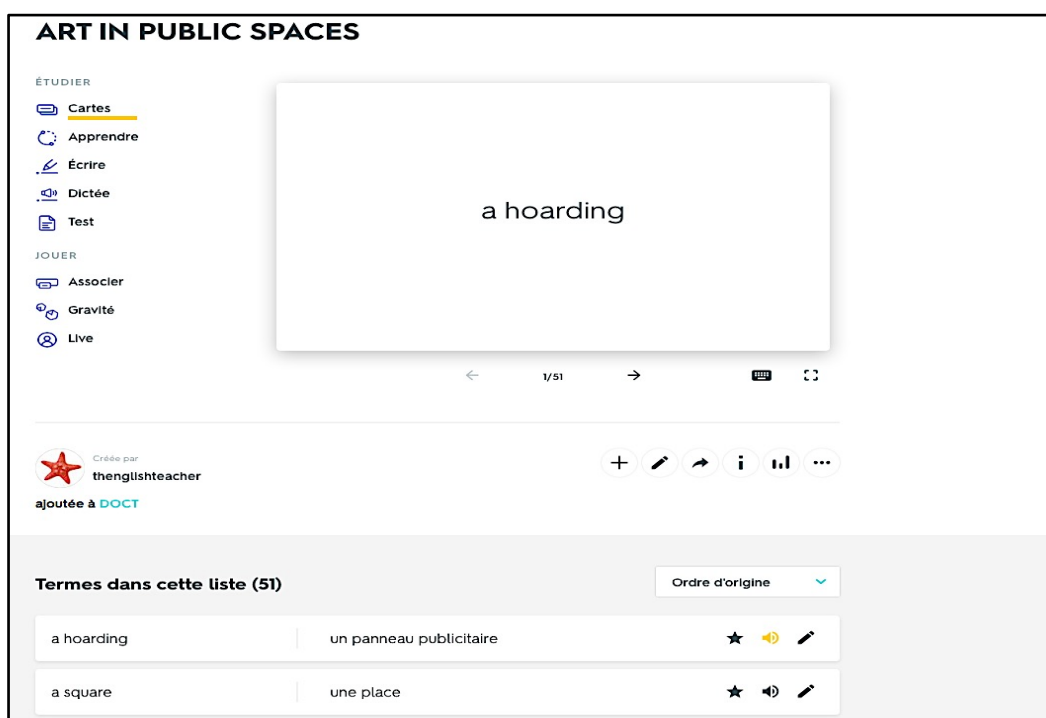 ART IN PUBLIC SPACES
ÉTUDIER
Cartes
Apprendre
Écrire
Dictée
Test
JOUER
Associer
Gravité
Live
a hoarding
1/51
Créée par
thenglishteacher
ajoutée à DOCT
Termes dans cette liste (51)
Ordre d'origine
a hoarding un panneau publicitaire
a square une place